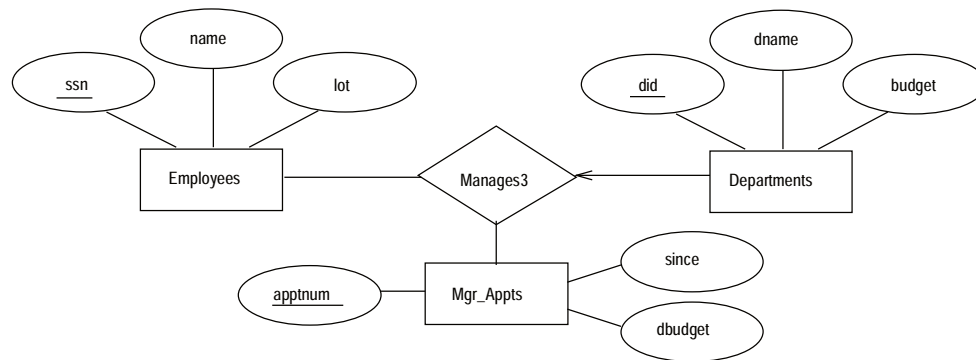 name
ssn
lot
dname
did
budget
Employees
Manages3
Departments
apptnum
Mgr_Appts
since
dbudget